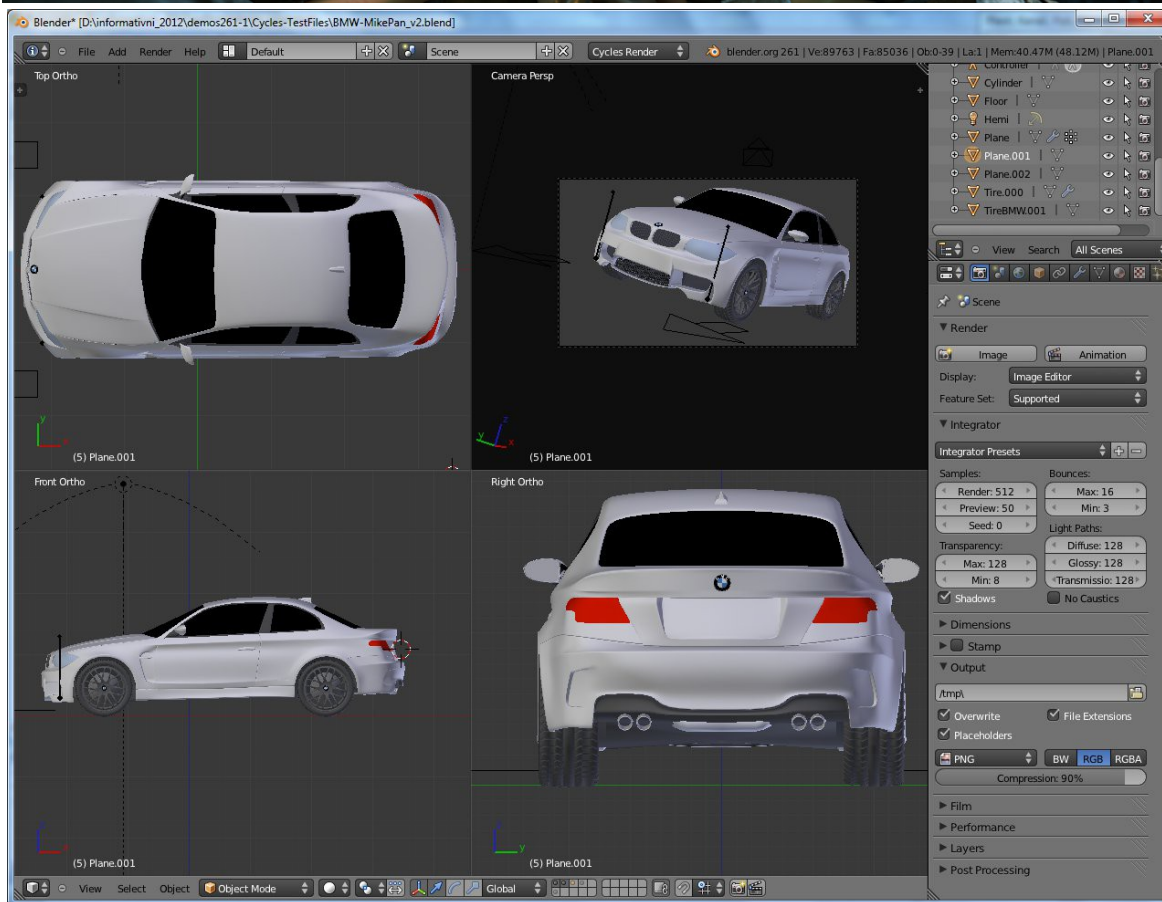 Blender* [D:\informativni_2012\demos261-1\Cycles-TestFiles\BMW-MikePan_v2.blend]
File Add Render Help Default Scene Cycles Render blender.org 261 | Ve:89763 | Fa:85036 | Ob:0-39 | La:1 | Mem:40.47M (48.12M) | Plane.001
Top Ortho
Camera Persp
(5) Plane.001
(5) Plane.001
Front Ortho
Right Ortho
(5) Plane.001
(5) Plane.001
View Select Object Object Mode Global
Controller
Cylinder
Floor
Hemi
Plane
Plane.001
Plane.002
Tire.000
TireBMW.001
View Search All Scenes
Scene
Render
Image Animation
Display: Image Editor
Feature Set: Supported
Integrator
Integrator Presets
Samples: Bounces:
Render: 512 Max: 16
Preview: 50 Min: 3
Seed: 0 Light Paths:
Transparency: Diffuse: 128
Max: 128 Glossy: 128
Min: 8 Transmissio: 128
Shadows No Caustics
Dimensions
Stamp
Output
/tmp\
Overwrite File Extensions
Placeholders
PNG BW RGB RGBA
Compression: 90%
Film
Performance
Layers
Post Processing